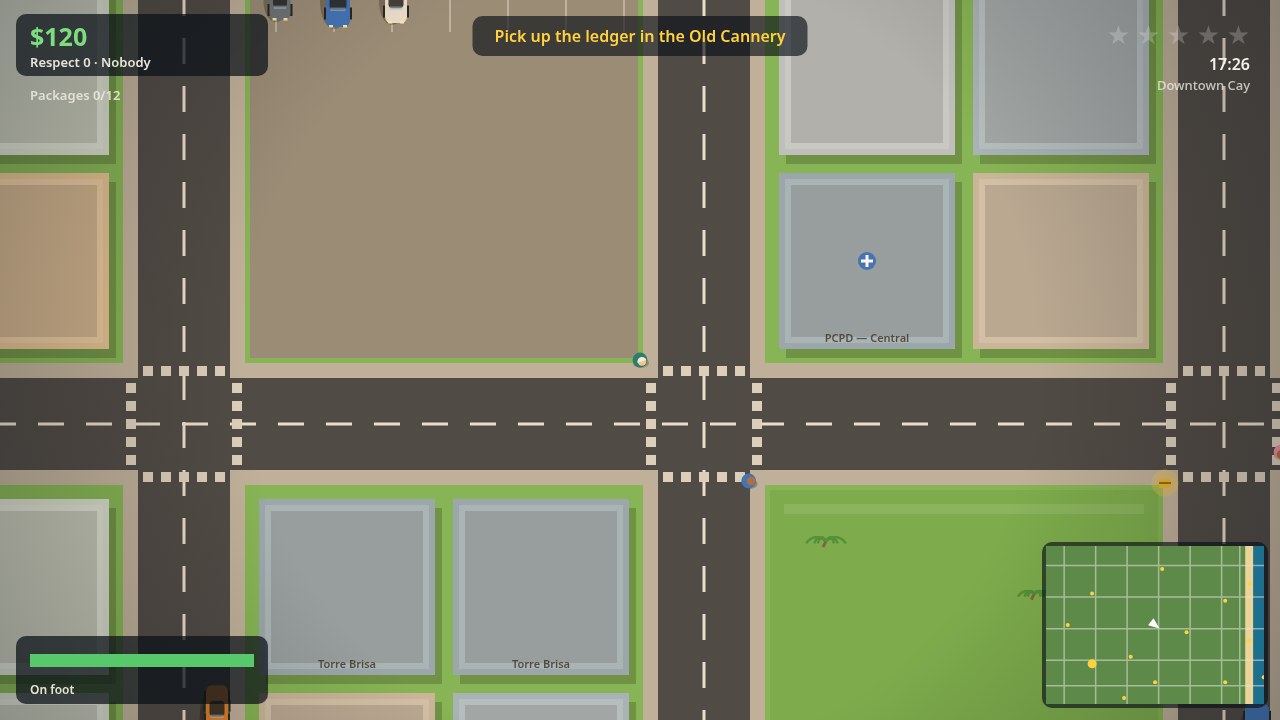 $120
Respect 0 · Nobody
Packages 0/12
Pick up the ledger in the Old Cannery
17:26
Downtown Cay
PCPD — Central
Torre Brisa
Torre Brisa
On foot